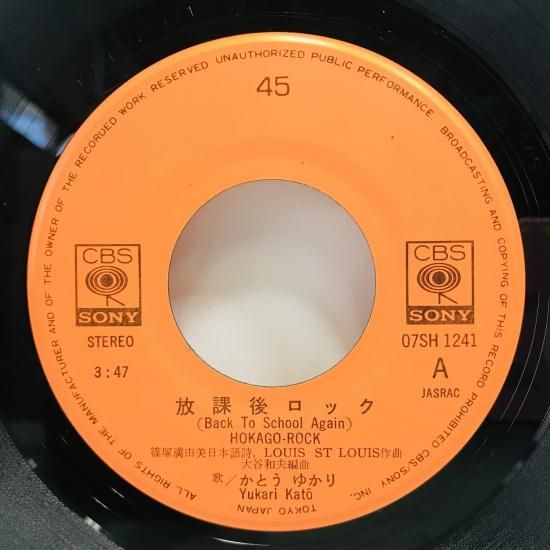 ALL RIGHTS OF THE MANUFACTURER AND OF THE OWNER OF THE RECORDED WORK RESERVED UNAUTHORIZED PUBLIC PERFORMANCE BROADCASTING AND COPYING OF THIS RECORD PROHIBITED CBS/SONY INC. TOKYO JAPAN
45
CBS
SONY
STEREO
3:47
CBS
SONY
07SH 1241
A
JASRAC
放課後ロック
(Back To School Again)
HOKAGO-ROCK
篠塚満由美日本語詩, LOUIS ST LOUIS作曲
大谷和夫編曲
歌/かとうゆかり
Yukari Katō